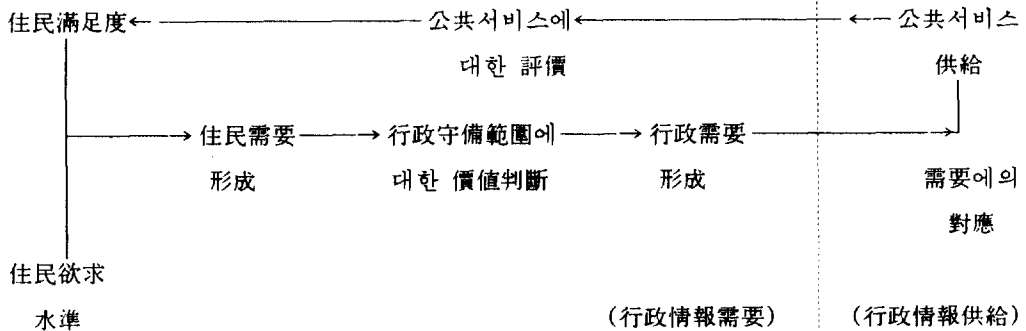 住民滿足度 公共서비스에 公共서비스
대한 評價 供給
住民需要 行政守備範圍에 行政需要
形成 대한 價値判斷 形成 需要에의
對應
住民欲求
水準 (行政情報需要) (行政情報供給)